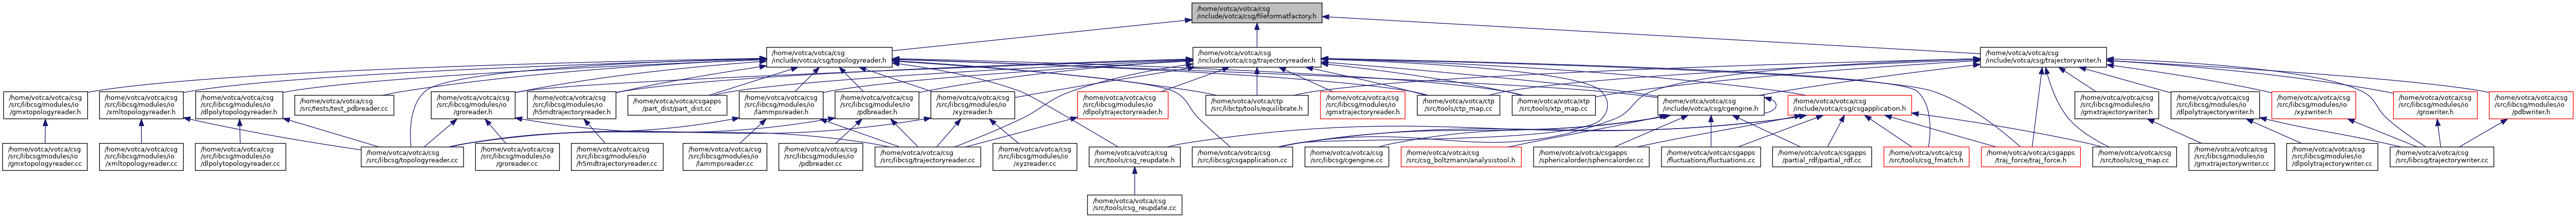 /home/votca/votca/csg
/include/votca/csg/fileformatfactory.h
/home/votca/votca/csg
/include/votca/csg/topologyreader.h
/home/votca/votca/csg
/include/votca/csg/trajectoryreader.h
/home/votca/votca/csg
/include/votca/csg/trajectorywriter.h
/home/votca/votca/csg
/src/libcsg/modules/io
/gmxtopologyreader.h
/home/votca/votca/csg
/src/libcsg/modules/io
/xmltopologyreader.h
/home/votca/votca/csg
/src/libcsg/modules/io
/dlpolytopologyreader.h
/home/votca/votca/csg
/src/tests/test_pdbreader.cc
/home/votca/votca/csg
/src/libcsg/modules/io
/groreader.h
/home/votca/votca/csg
/src/libcsg/modules/io
/h5mdtrajectoryreader.h
/home/votca/votca/csgapps
/part_dist/part_dist.cc
/home/votca/votca/csg
/src/libcsg/modules/io
/lammpsreader.h
/home/votca/votca/csg
/src/libcsg/modules/io
/pdbreader.h
/home/votca/votca/csg
/src/libcsg/modules/io
/xyzreader.h
/home/votca/votca/csg
/src/libcsg/modules/io
/dlpolytrajectoryreader.h
/home/votca/votca/ctp
/src/libctp/tools/equilibrate.h
/home/votca/votca/csg
/src/libcsg/modules/io
/gmxtrajectoryreader.h
/home/votca/votca/ctp
/src/tools/ctp_map.cc
/home/votca/votca/xtp
/src/tools/xtp_map.cc
/home/votca/votca/csg
/include/votca/csg/cgengine.h
/home/votca/votca/csg
/include/votca/csg/csgapplication.h
/home/votca/votca/csg
/src/libcsg/modules/io
/gmxtrajectorywriter.h
/home/votca/votca/csg
/src/libcsg/modules/io
/dlpolytrajectorywriter.h
/home/votca/votca/csg
/src/libcsg/modules/io
/xyzwriter.h
/home/votca/votca/csg
/src/libcsg/modules/io
/growriter.h
/home/votca/votca/csg
/src/libcsg/modules/io
/pdbwriter.h
/home/votca/votca/csg
/src/libcsg/modules/io
/gmxtopologyreader.cc
/home/votca/votca/csg
/src/libcsg/modules/io
/xmltopologyreader.cc
/home/votca/votca/csg
/src/libcsg/modules/io
/dlpolytopologyreader.cc
/home/votca/votca/csg
/src/libcsg/topologyreader.cc
/home/votca/votca/csg
/src/libcsg/modules/io
/groreader.cc
/home/votca/votca/csg
/src/libcsg/modules/io
/h5mdtrajectoryreader.cc
/home/votca/votca/csg
/src/libcsg/modules/io
/lammpsreader.cc
/home/votca/votca/csg
/src/libcsg/modules/io
/pdbreader.cc
/home/votca/votca/csg
/src/libcsg/trajectoryreader.cc
/home/votca/votca/csg
/src/libcsg/modules/io
/xyzreader.cc
/home/votca/votca/csg
/src/tools/csg_reupdate.h
/home/votca/votca/csg
/src/libcsg/csgapplication.cc
/home/votca/votca/csg
/src/libcsg/cgengine.cc
/home/votca/votca/csg
/src/csg_boltzmann/analysistool.h
/home/votca/votca/csgapps
/sphericalorder/sphericalorder.cc
/home/votca/votca/csgapps
/fluctuations/fluctuations.cc
/home/votca/votca/csgapps
/partial_rdf/partial_rdf.cc
/home/votca/votca/csg
/src/tools/csg_fmatch.h
/home/votca/votca/csgapps
/traj_force/traj_force.h
/home/votca/votca/csg
/src/tools/csg_map.cc
/home/votca/votca/csg
/src/libcsg/modules/io
/gmxtrajectorywriter.cc
/home/votca/votca/csg
/src/libcsg/modules/io
/dlpolytrajectorywriter.cc
/home/votca/votca/csg
/src/libcsg/trajectorywriter.cc
/home/votca/votca/csg
/src/tools/csg_reupdate.cc